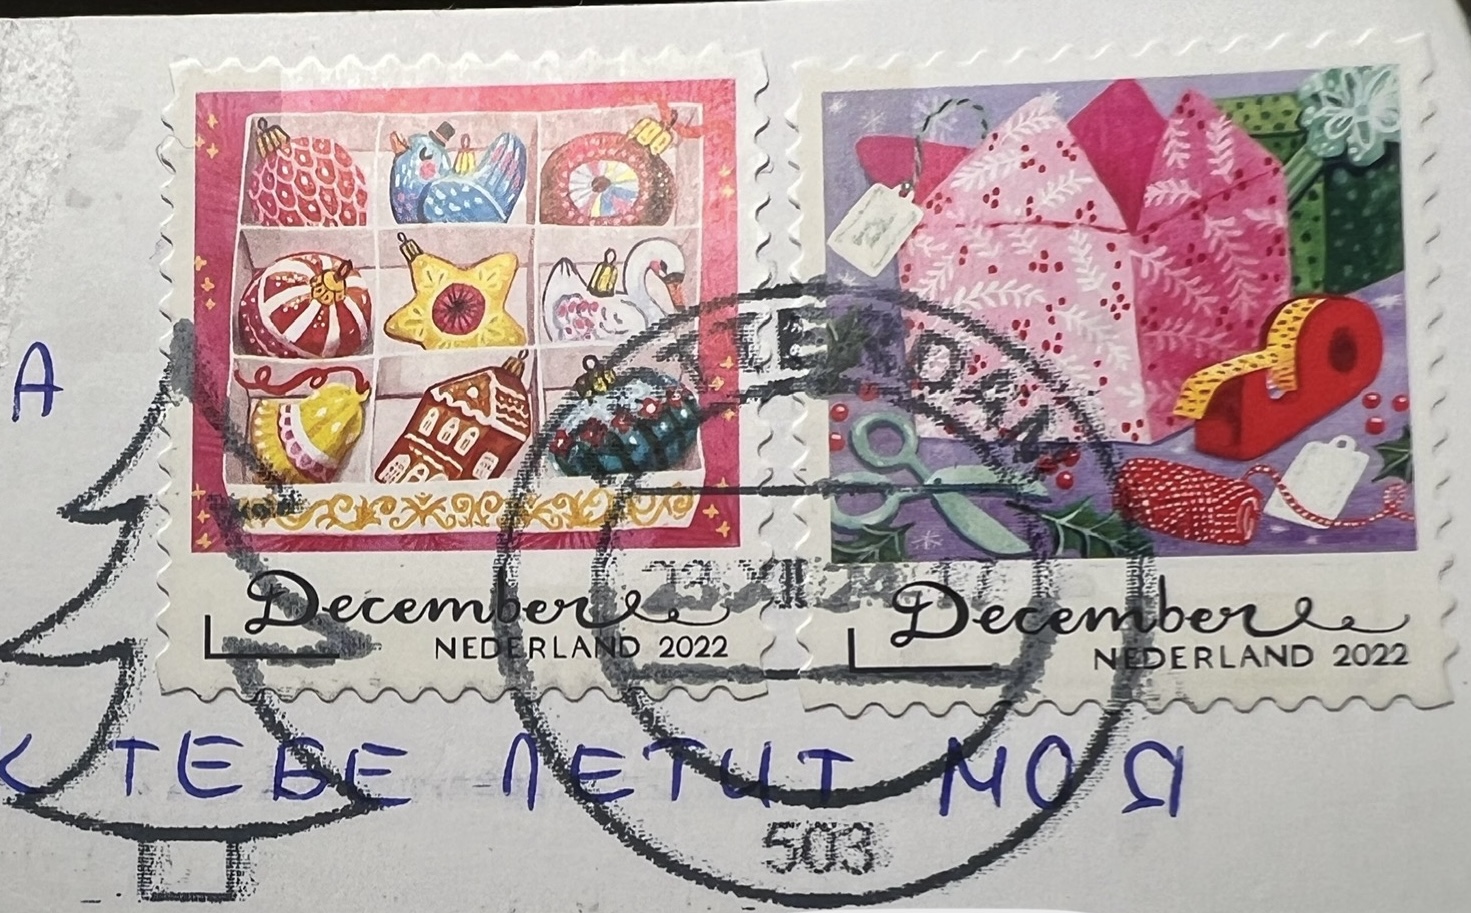 А
December
NEDERLAND 2022
December
NEDERLAND 2022
К ТЕБЕ ЛЕТИТ МОЯ
503